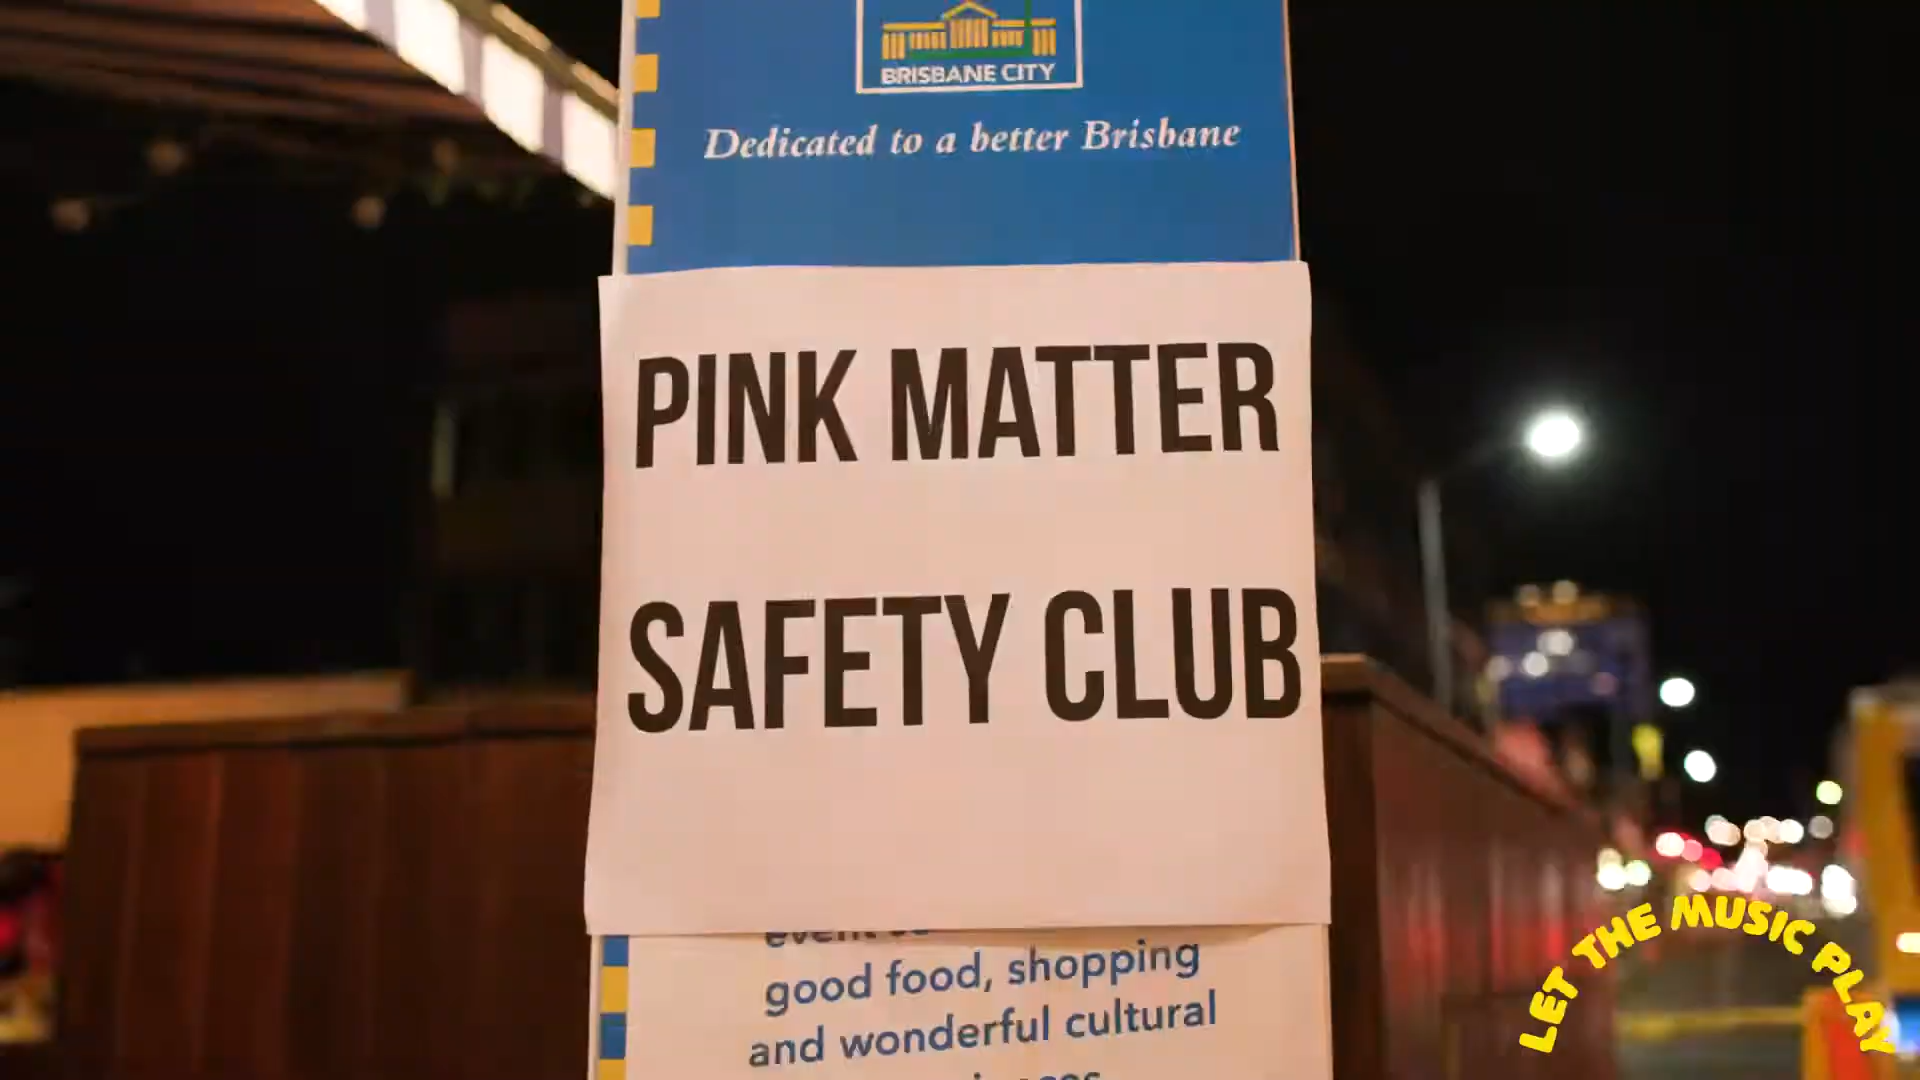 BRISBANE CITY
Dedicated to a better Brisbane
PINK MATTER
SAFETY CLUB
good food, shopping
and wonderful cultural
LET THE MUSIC PLAY